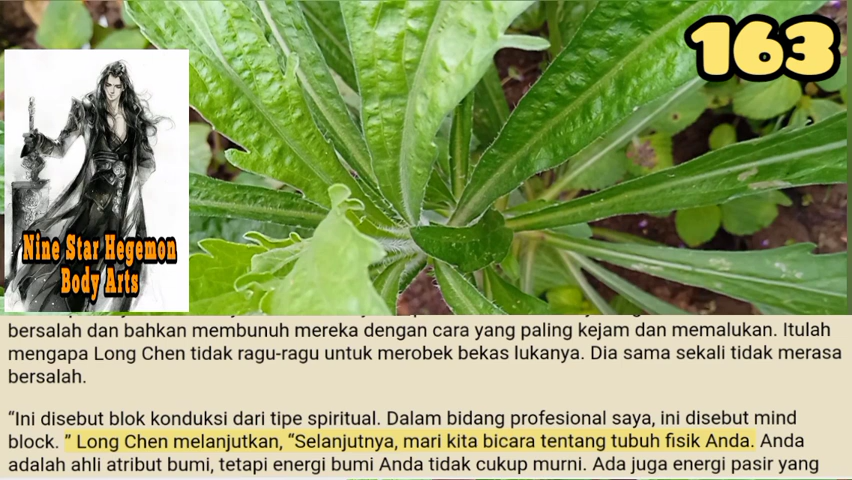 163
Nine Star Hegemon
Body Arts
bersalah dan bahkan membunuh mereka dengan cara yang paling kejam dan memalukan. Itulah
mengapa Long Chen tidak ragu-ragu untuk merobek bekas lukanya. Dia sama sekali tidak merasa
bersalah.
“Ini disebut blok konduksi dari tipe spiritual. Dalam bidang profesional saya, ini disebut mind
block. ” Long Chen melanjutkan, “Selanjutnya, mari kita bicara tentang tubuh fisik Anda. Anda
adalah ahli atribut bumi, tetapi energi bumi Anda tidak cukup murni. Ada juga energi pasir yang